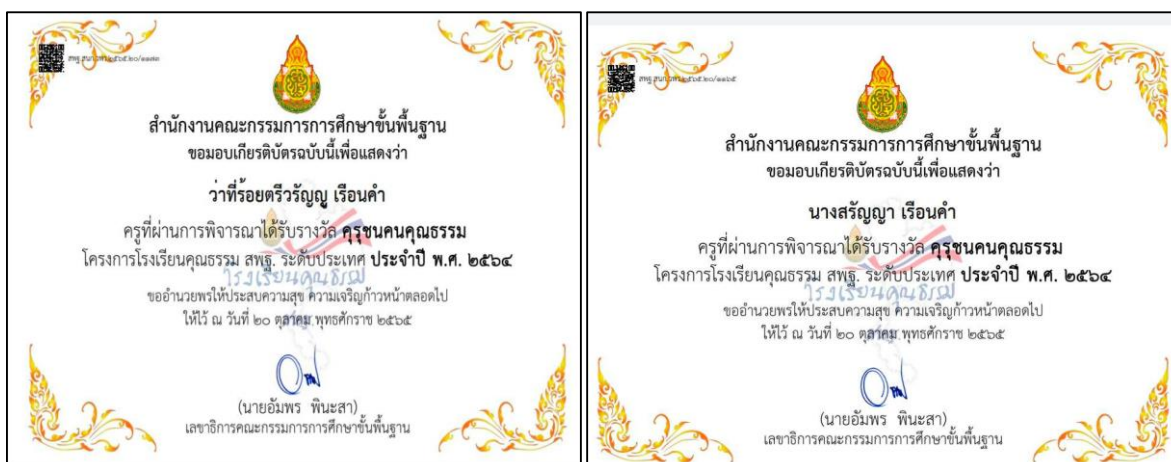 สำนักงานคณะกรรมการการศึกษาขั้นพื้นฐาน
ขอมอบเกียรติบัตรฉบับนี้เพื่อแสดงว่า
ว่าที่ร้อยตรีวรัญญู เรือนคำ
ครูที่ผ่านการพิจารณาได้รับรางวัล คุรุชนคนคุณธรรม
โครงการโรงเรียนคุณธรรม สพฐ. ระดับประเทศ ประจำปี พ.ศ. ๒๕๖๔
โรงเรียนคุณธรรม
ขออำนวยพรให้ประสบความสุข ความเจริญก้าวหน้าตลอดไป
ให้ไว้ ณ วันที่ ๒๐ ตุลาคม พุทธศักราช ๒๕๖๕
(นายอัมพร พินะสา)
เลขาธิการคณะกรรมการการศึกษาขั้นพื้นฐาน
สำนักงานคณะกรรมการการศึกษาขั้นพื้นฐาน
ขอมอบเกียรติบัตรฉบับนี้เพื่อแสดงว่า
นางสรัญญา เรือนคำ
ครูที่ผ่านการพิจารณาได้รับรางวัล คุรุชนคนคุณธรรม
โครงการโรงเรียนคุณธรรม สพฐ. ระดับประเทศ ประจำปี พ.ศ. ๒๕๖๔
โรงเรียนคุณธรรม
ขออำนวยพรให้ประสบความสุข ความเจริญก้าวหน้าตลอดไป
ให้ไว้ ณ วันที่ ๒๐ ตุลาคม พุทธศักราช ๒๕๖๕
(นายอัมพร พินะสา)
เลขาธิการคณะกรรมการการศึกษาขั้นพื้นฐาน